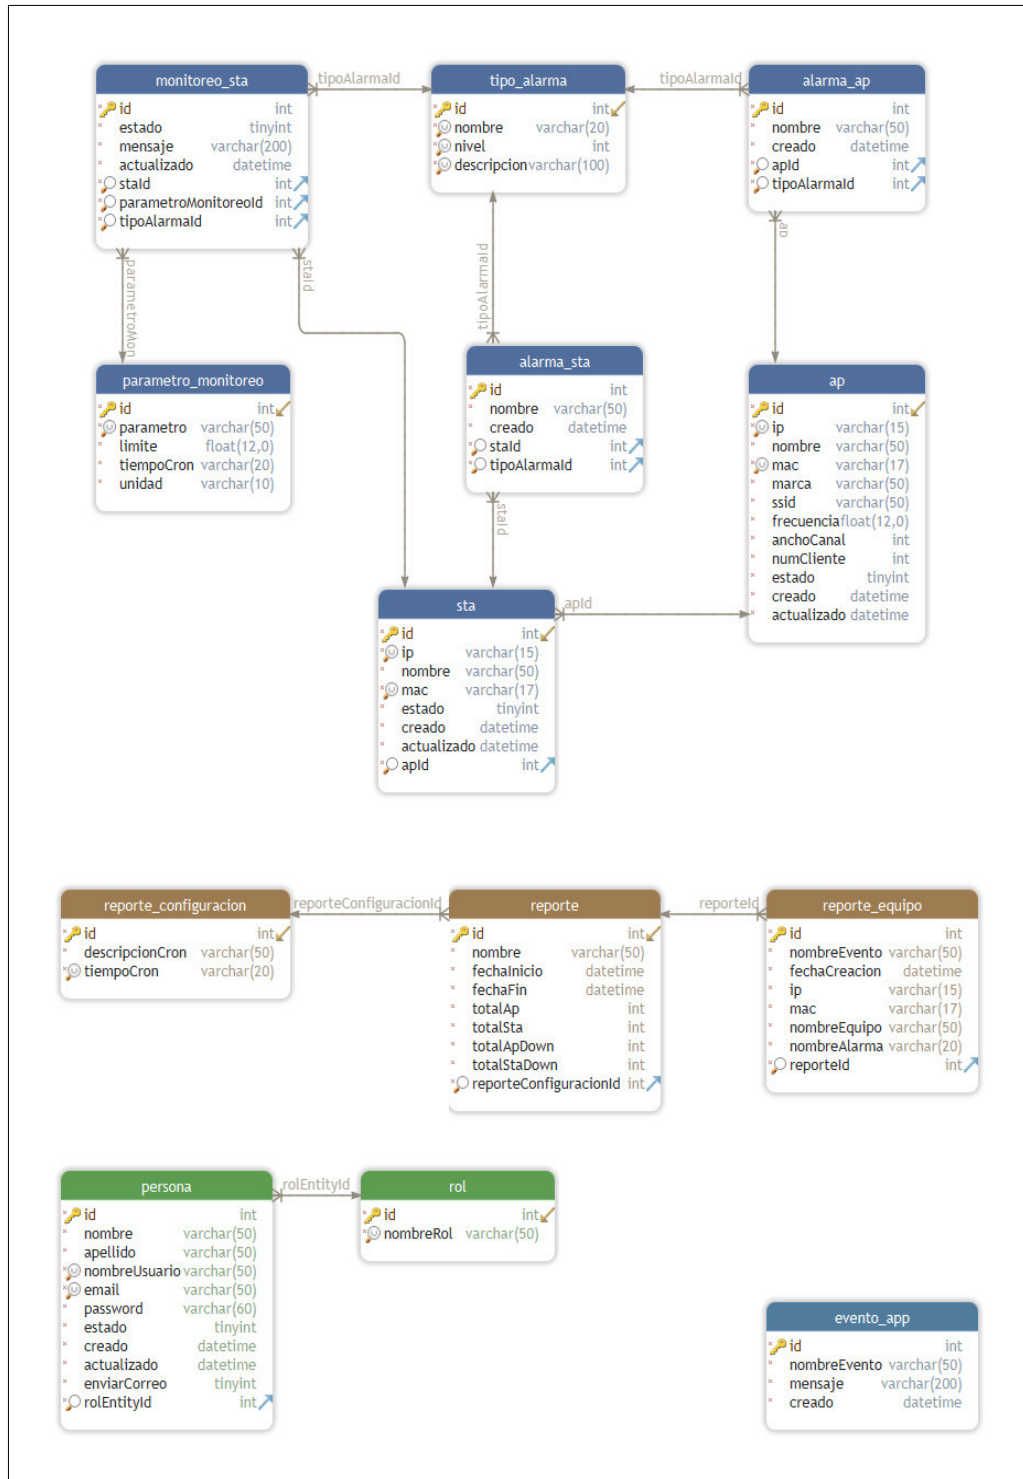 monitoreo_sta
id int
estado tinyint
mensaje varchar(200)
actualizado datetime
staId int
parametroMonitoreoId int
tipoAlarmaId int
tipoAlarmaId
tipo_alarma
id int
nombre varchar(20)
nivel int
descripcion varchar(100)
tipoAlarmaId
alarma_ap
id int
nombre varchar(50)
creado datetime
apId int
tipoAlarmaId int
parametroMon
staId
tipoAlarmaId
ap
parametro_monitoreo
id int
parametro varchar(50)
limite float(12,0)
tiempoCron varchar(20)
unidad varchar(10)
alarma_sta
id int
nombre varchar(50)
creado datetime
staId int
tipoAlarmaId int
staId
ap
id int
ip varchar(15)
nombre varchar(50)
mac varchar(17)
marca varchar(50)
ssid varchar(50)
frecuencia float(12,0)
anchoCanal int
numCliente int
estado tinyint
creado datetime
actualizado datetime
sta
id int
ip varchar(15)
nombre varchar(50)
mac varchar(17)
estado tinyint
creado datetime
actualizado datetime
apId int
apId
reporte_configuracion
id int
descripcionCron varchar(50)
tiempoCron varchar(20)
reporteConfiguracionId
reporte
id int
nombre varchar(50)
fechaInicio datetime
fechaFin datetime
totalAp int
totalSta int
totalApDown int
totalStaDown int
reporteConfiguracionId int
reporteId
reporte_equipo
id int
nombreEvento varchar(50)
fechaCreacion datetime
ip varchar(15)
mac varchar(17)
nombreEquipo varchar(50)
nombreAlarma varchar(20)
reporteId int
persona
id int
nombre varchar(50)
apellido varchar(50)
nombreUsuario varchar(50)
email varchar(50)
password varchar(60)
estado tinyint
creado datetime
actualizado datetime
enviarCorreo tinyint
rolEntityId int
rolEntityId
rol
id int
nombreRol varchar(50)
evento_app
id int
nombreEvento varchar(50)
mensaje varchar(200)
creado datetime